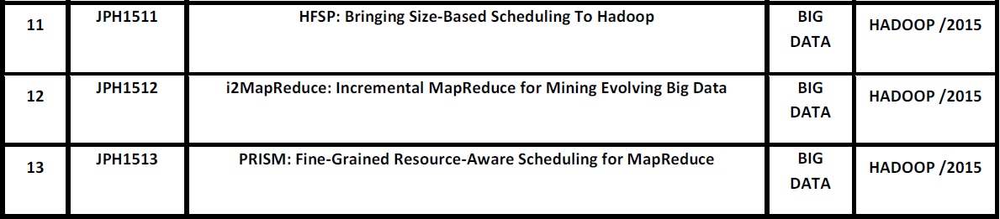 11 JPH1511 HFSP: Bringing Size-Based Scheduling To Hadoop BIG DATA HADOOP /2015
12 JPH1512 i2MapReduce: Incremental MapReduce for Mining Evolving Big Data BIG DATA HADOOP /2015
13 JPH1513 PRISM: Fine-Grained Resource-Aware Scheduling for MapReduce BIG DATA HADOOP /2015